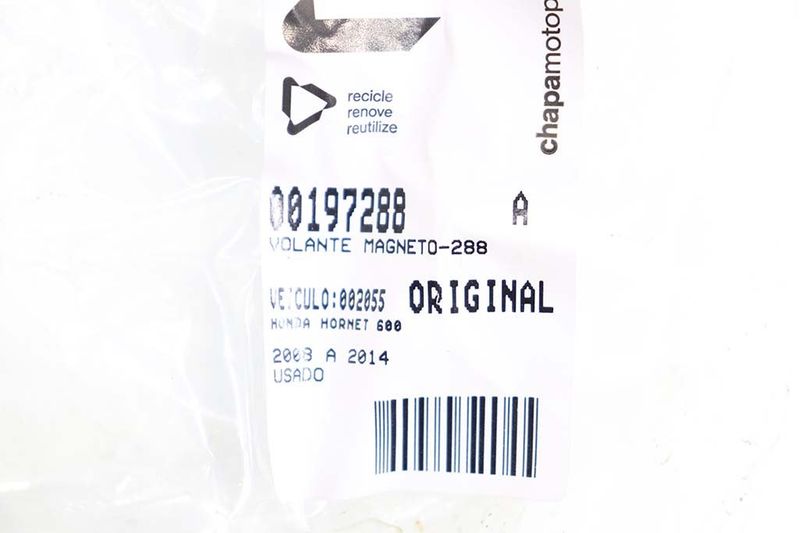 chapamotop
recicle
renove
reutilize
00197288 A
VOLANTE MAGNETO-288
VEICULO:002055 ORIGINAL
HONDA HORNET 600
2008 A 2014
USADO